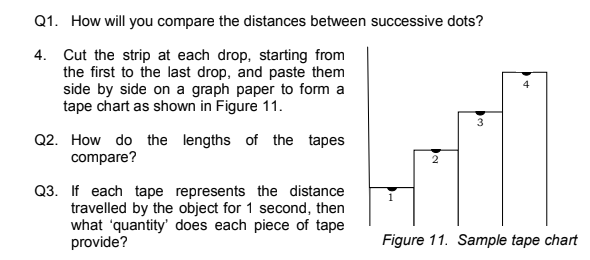 Q1. How will you compare the distances between successive dots?
4. Cut the strip at each drop, starting from
the first to the last drop, and paste them
side by side on a graph paper to form a
tape chart as shown in Figure 11.
Q2. How do the lengths of the tapes
compare?
Q3. If each tape represents the distance
travelled by the object for 1 second, then
what 'quantity' does each piece of tape
provide?
1
2
3
4
Figure 11. Sample tape chart